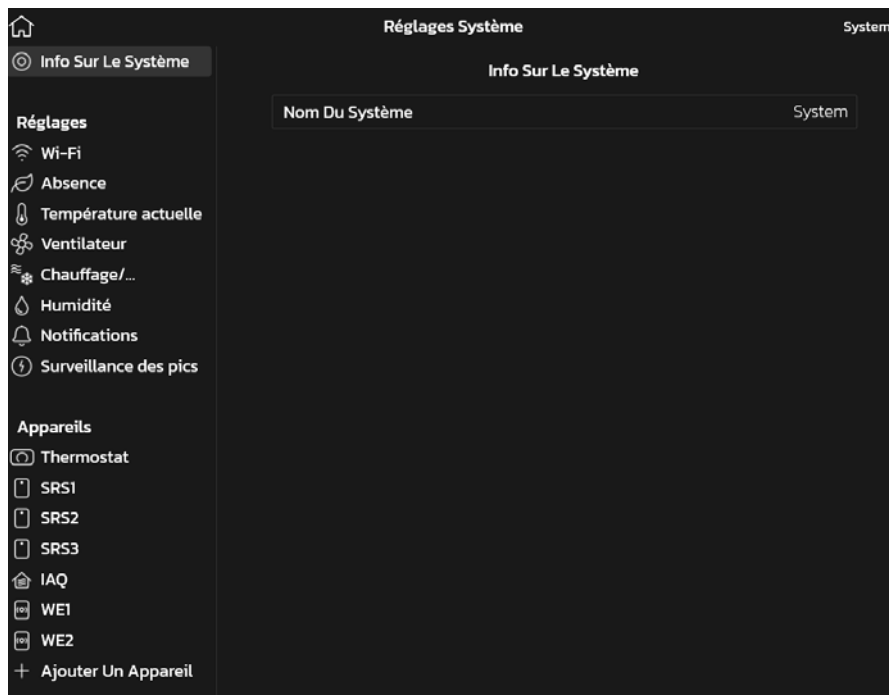 Réglages Système
System
Info Sur Le Système
Info Sur Le Système
Nom Du Système
System
Réglages
Wi-Fi
Absence
Température actuelle
Ventilateur
Chauffage/...
Humidité
Notifications
Surveillance des pics
Appareils
Thermostat
SRS1
SRS2
SRS3
IAQ
WE1
WE2
Ajouter Un Appareil